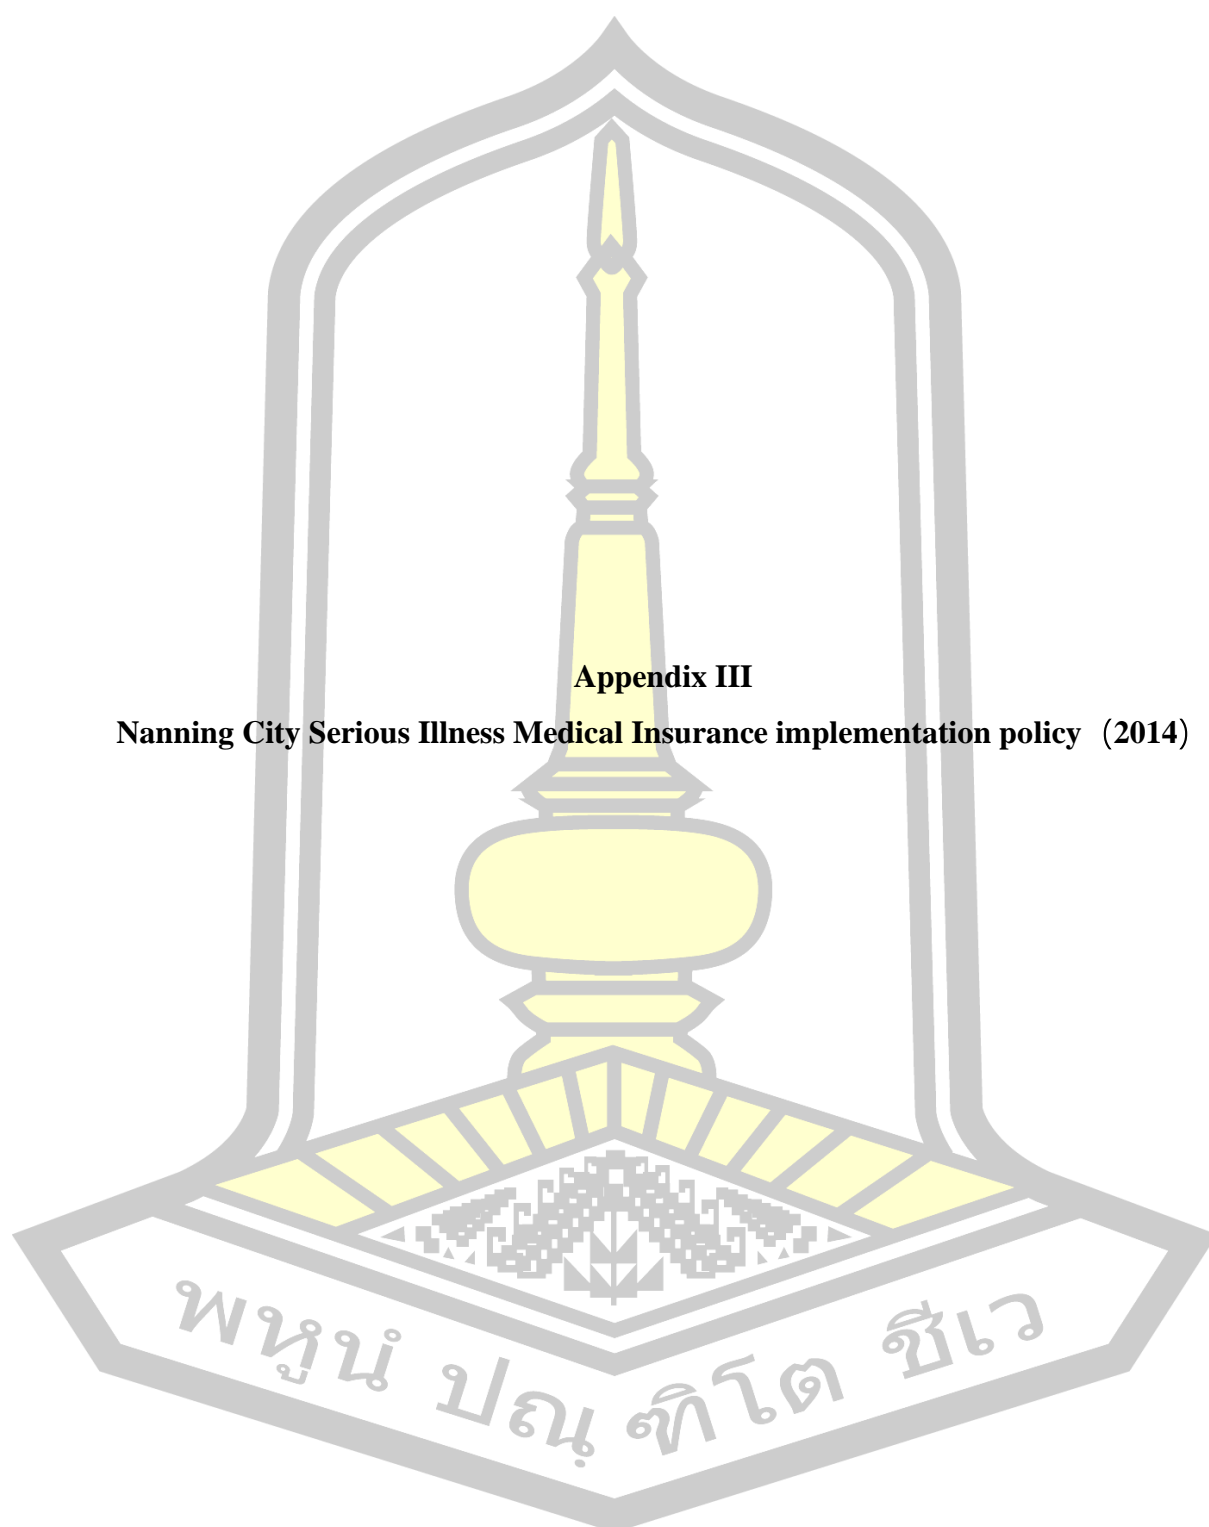 Appendix III
Nanning City Serious Illness Medical Insurance implementation policy（2014）
พหูนํ ปณฺฑิโต ชีเว